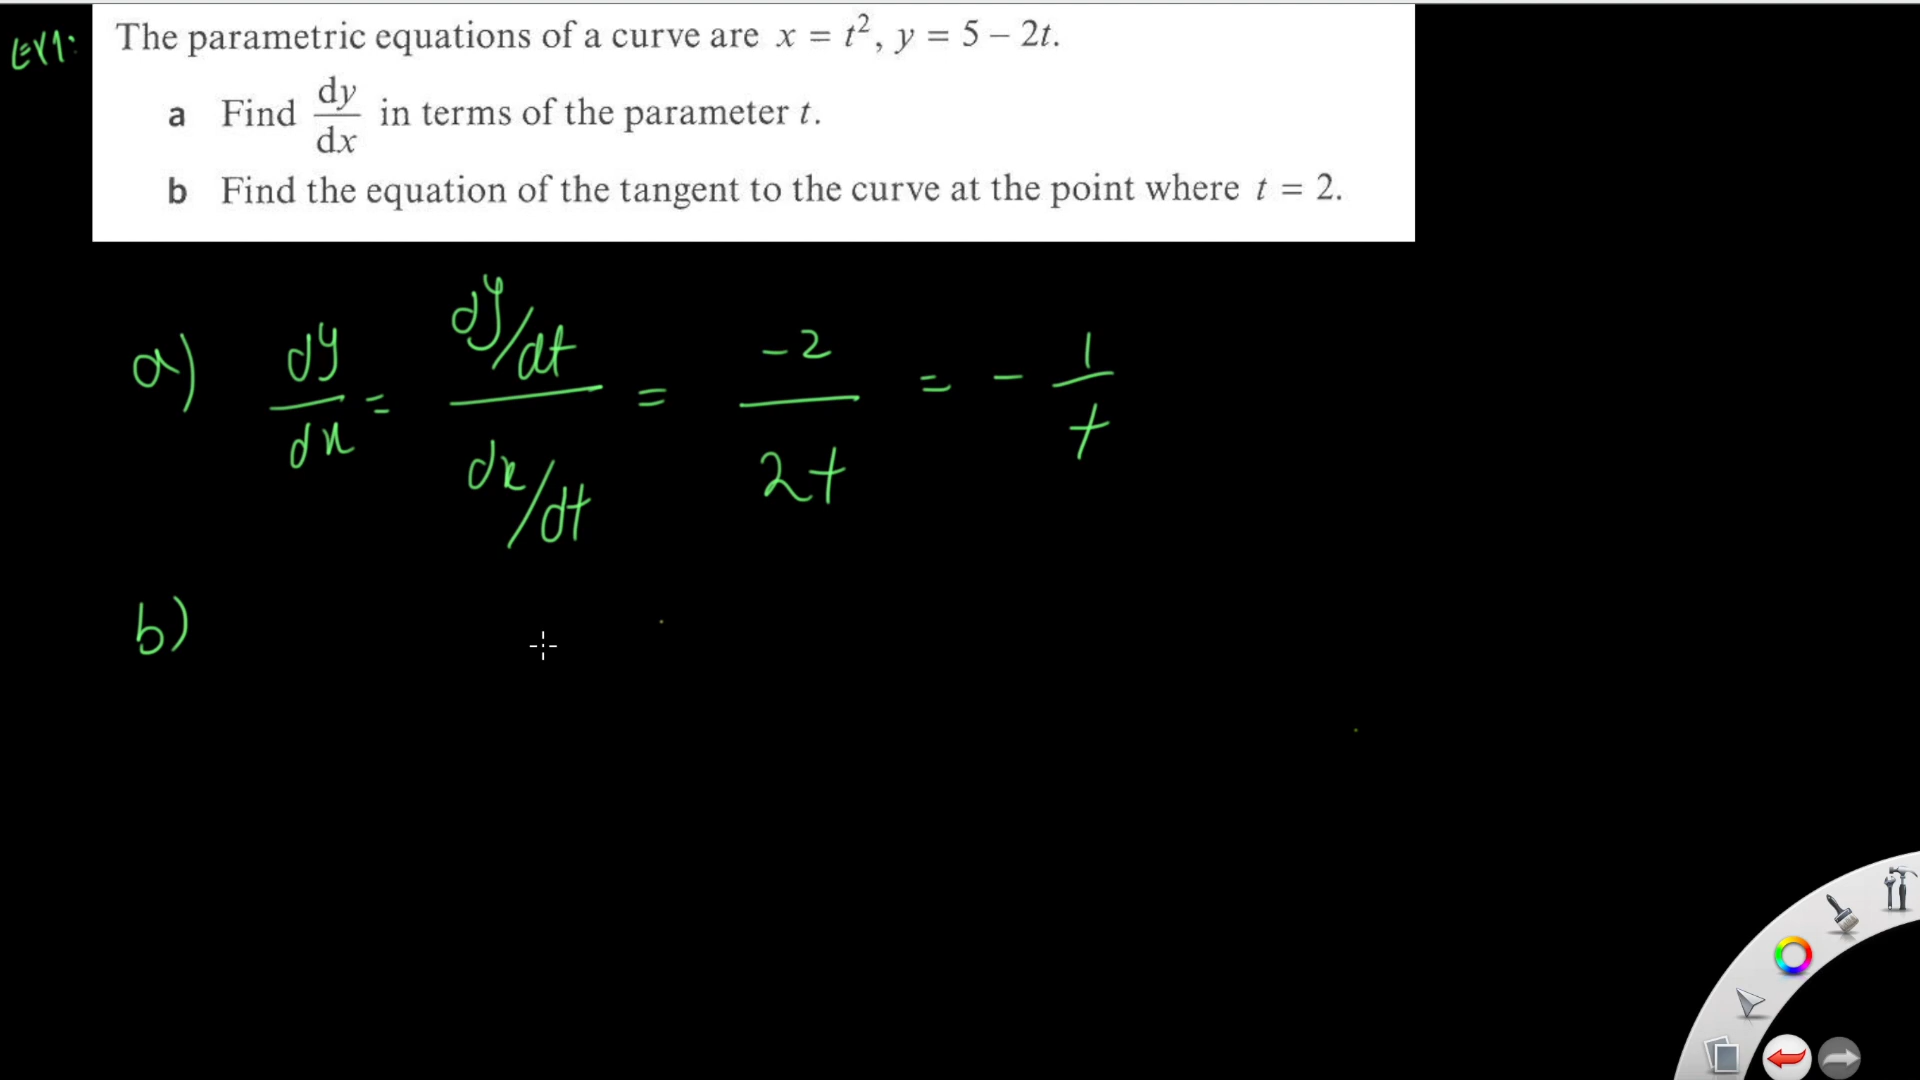 Ex1:
The parametric equations of a curve are x = t², y = 5 – 2t.
a Find dy/dx in terms of the parameter t.
b Find the equation of the tangent to the curve at the point where t = 2.
a) dy/dx = (dy/dt)/(dx/dt) = -2/2t = - 1/t
b)